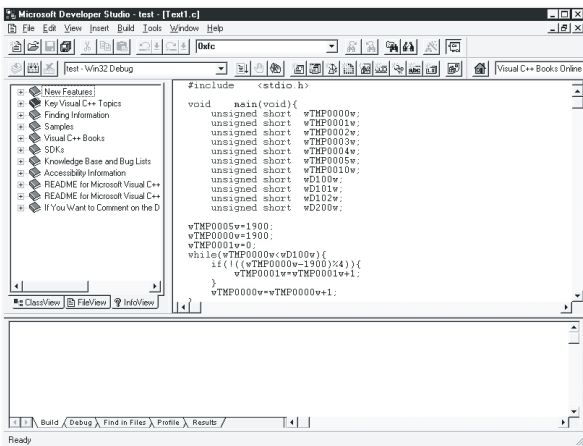 Microsoft Developer Studio - test - [Text1.c]
File Edit View Insert Build Tools Window Help
0xfc
test - Win32 Debug
Visual C++ Books Online
New Features
Key Visual C++ Topics
Finding Information
Samples
Visual C++ Books
SDKs
Knowledge Base and Bug Lists
Accessibility Information
README for Microsoft Visual C++
README for Microsoft Visual C++
If You Want to Comment on the D
ClassView FileView InfoView
#include <stdio.h>
void main(void){
unsigned short wTMP0000w;
unsigned short wTMP0001w;
unsigned short wTMP0002w;
unsigned short wTMP0003w;
unsigned short wTMP0004w;
unsigned short wTMP0005w;
unsigned short wTMP0010w;
unsigned short wD100w;
unsigned short wD101w;
unsigned short wD102w;
unsigned short wD200w;
wTMP0005w=1900;
wTMP0000w=1900;
wTMP0001w=0;
while(wTMP0000w<wD100w){
if(!((wTMP0000w-1900)%4)){
wTMP0001w=wTMP0001w+1;
}
wTMP0000w=wTMP0000w+1;
}
Build Debug Find in Files Profile Results
Ready